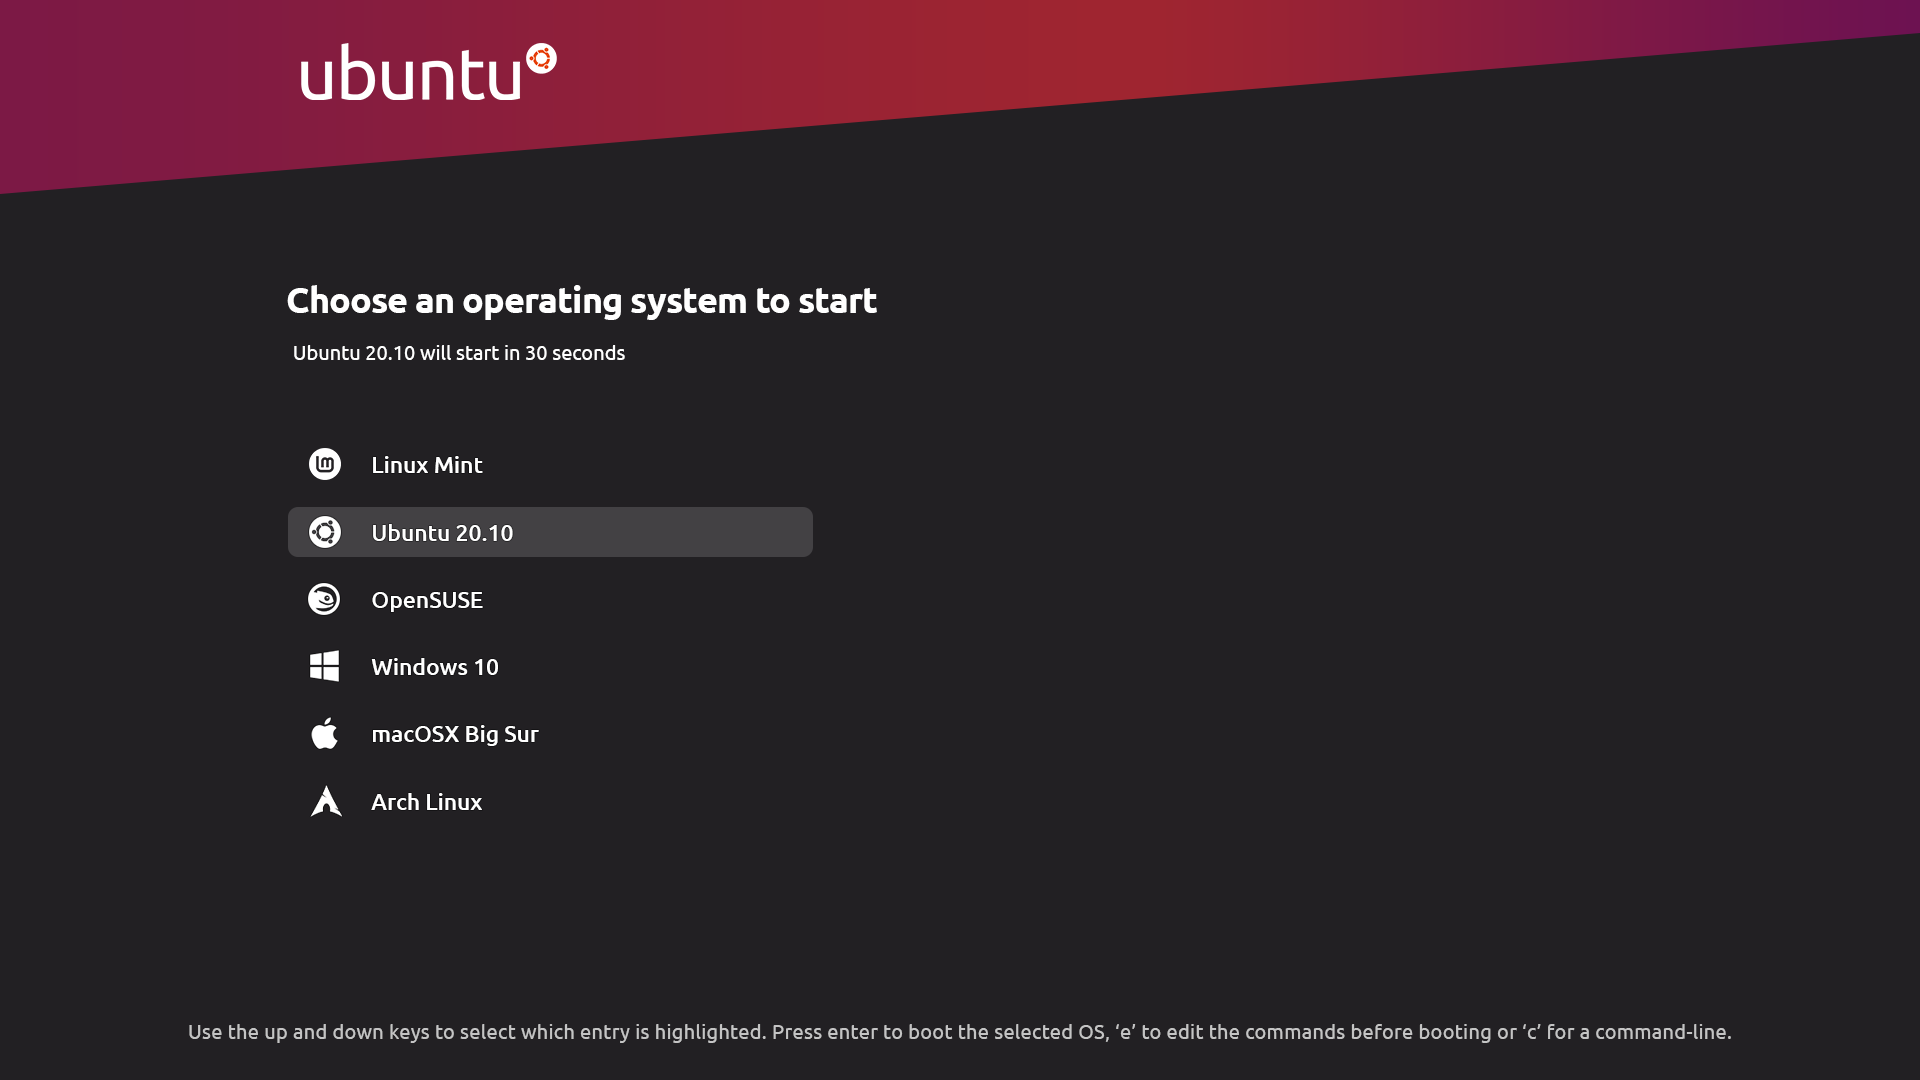 ubuntu
Choose an operating system to start
Ubuntu 20.10 will start in 30 seconds
Linux Mint
Ubuntu 20.10
OpenSUSE
Windows 10
macOSX Big Sur
Arch Linux
Use the up and down keys to select which entry is highlighted. Press enter to boot the selected OS, ‘e’ to edit the commands before booting or ‘c’ for a command-line.